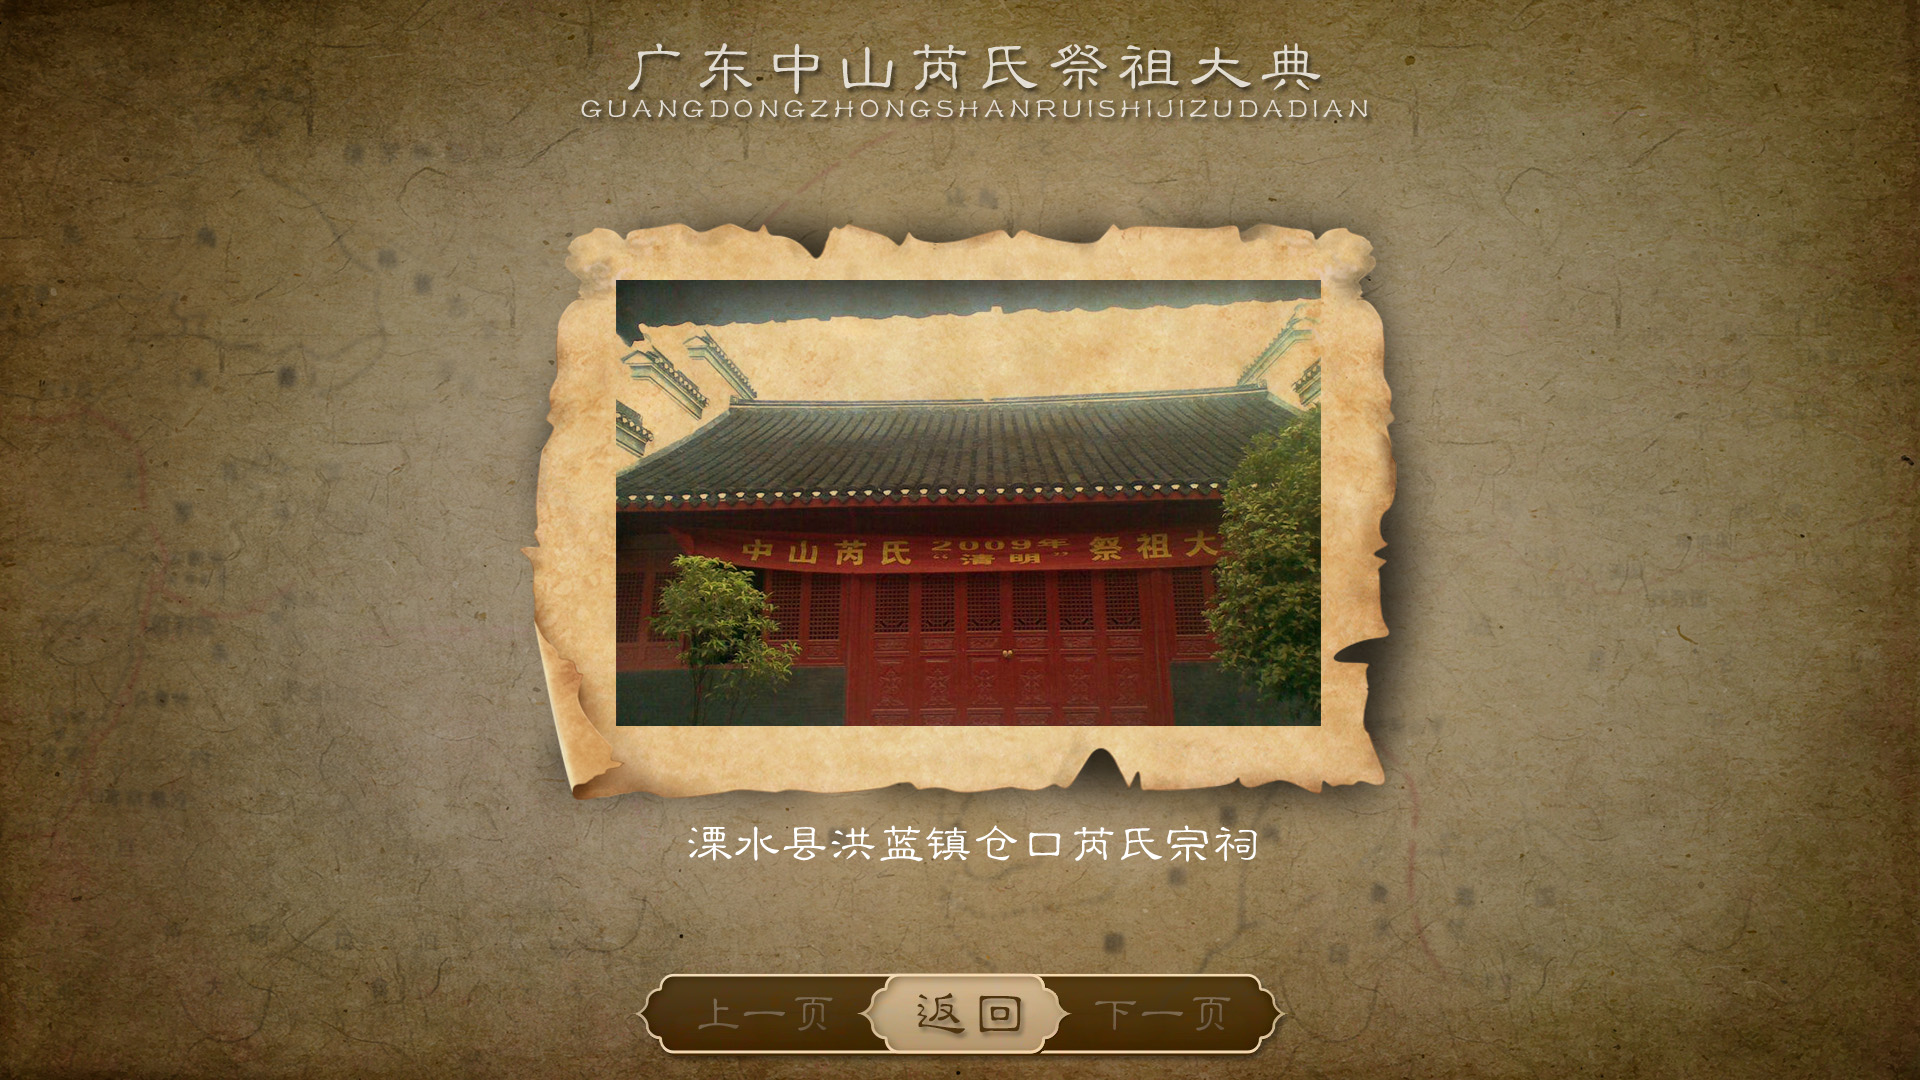 广东中山芮氏祭祖大典
GUANGDONGZHONGSHANRUISHIJIZUDADIAN
中山芮氏 2009年“清明” 祭祖大
溧水县洪蓝镇仓口芮氏宗祠
上一页 返回 下一页